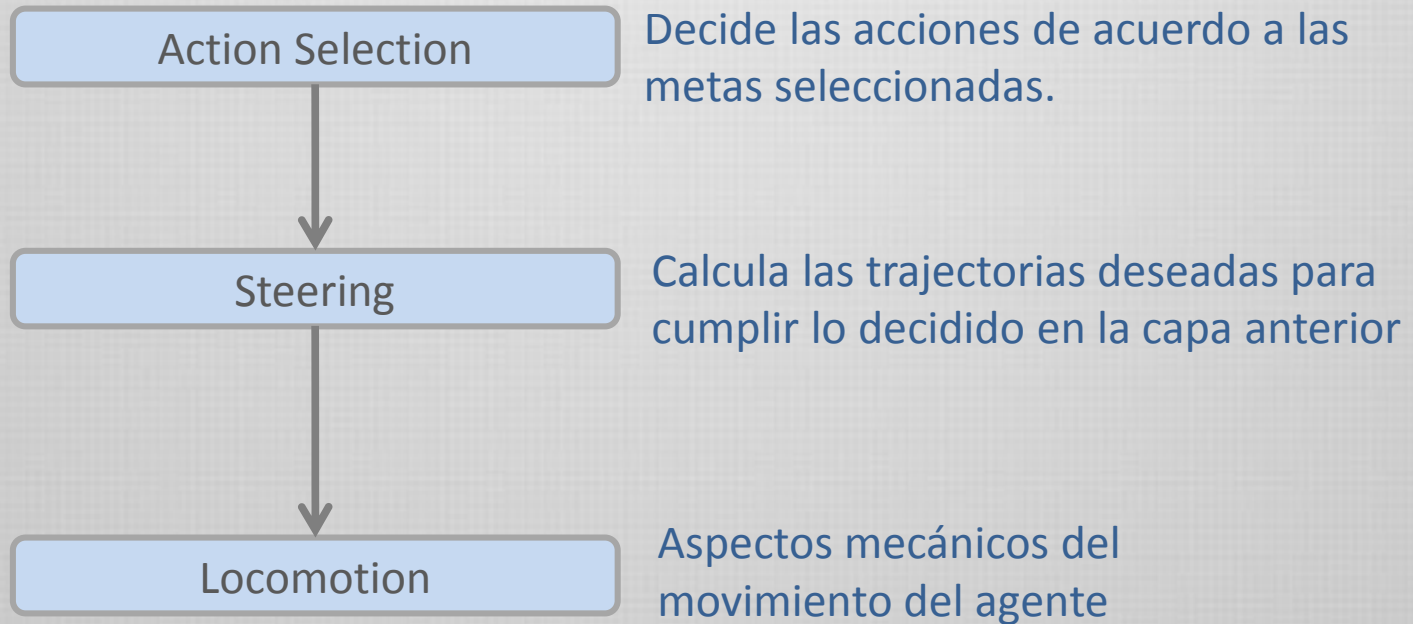 Action Selection
Decide las acciones de acuerdo a las
metas seleccionadas.
Steering
Calcula las trajectorias deseadas para
cumplir lo decidido en la capa anterior
Locomotion
Aspectos mecánicos del
movimiento del agente